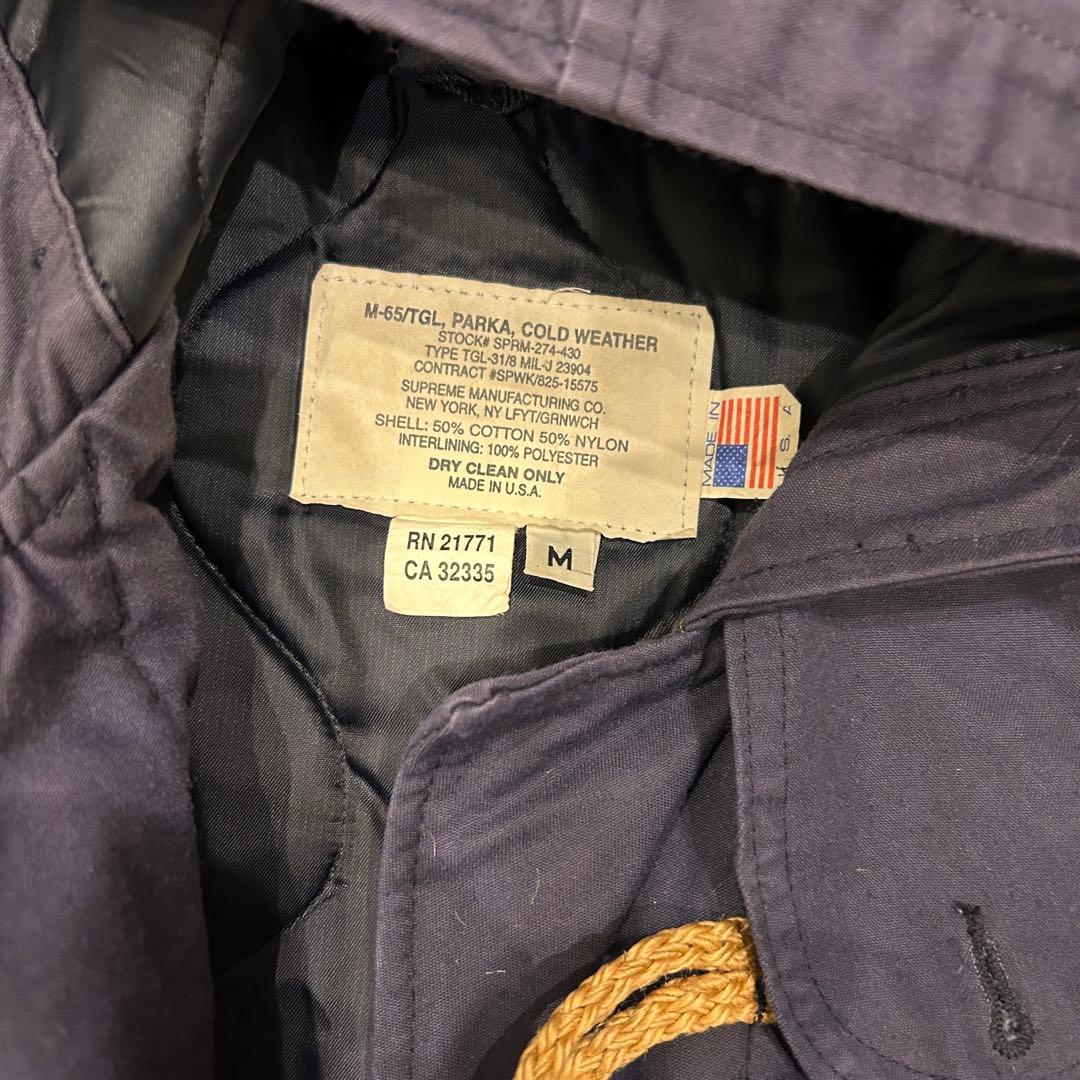 M-65/TGL, PARKA, COLD WEATHER
STOCK# SPRM-274-430
TYPE TGL-31/8 MIL-J 23904
CONTRACT #SPWK/825-15575
SUPREME MANUFACTURING CO.
NEW YORK, NY LFYT/GRNWCH
SHELL: 50% COTTON 50% NYLON
INTERLINING: 100% POLYESTER
DRY CLEAN ONLY
MADE IN U.S.A.
MADE IN
U.S.A
RN 21771
CA 32335
M